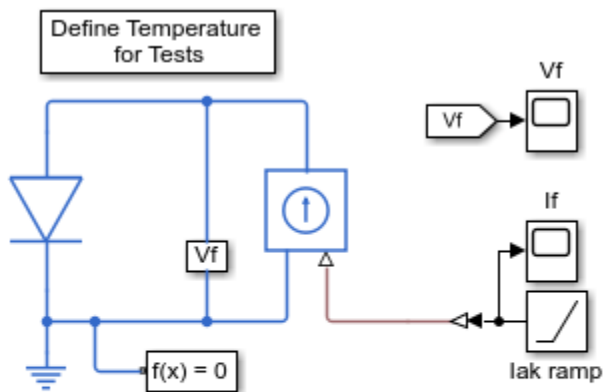 Define Temperature
for Tests
Vf
Vf
If
Vf
f(x) = 0
Iak ramp